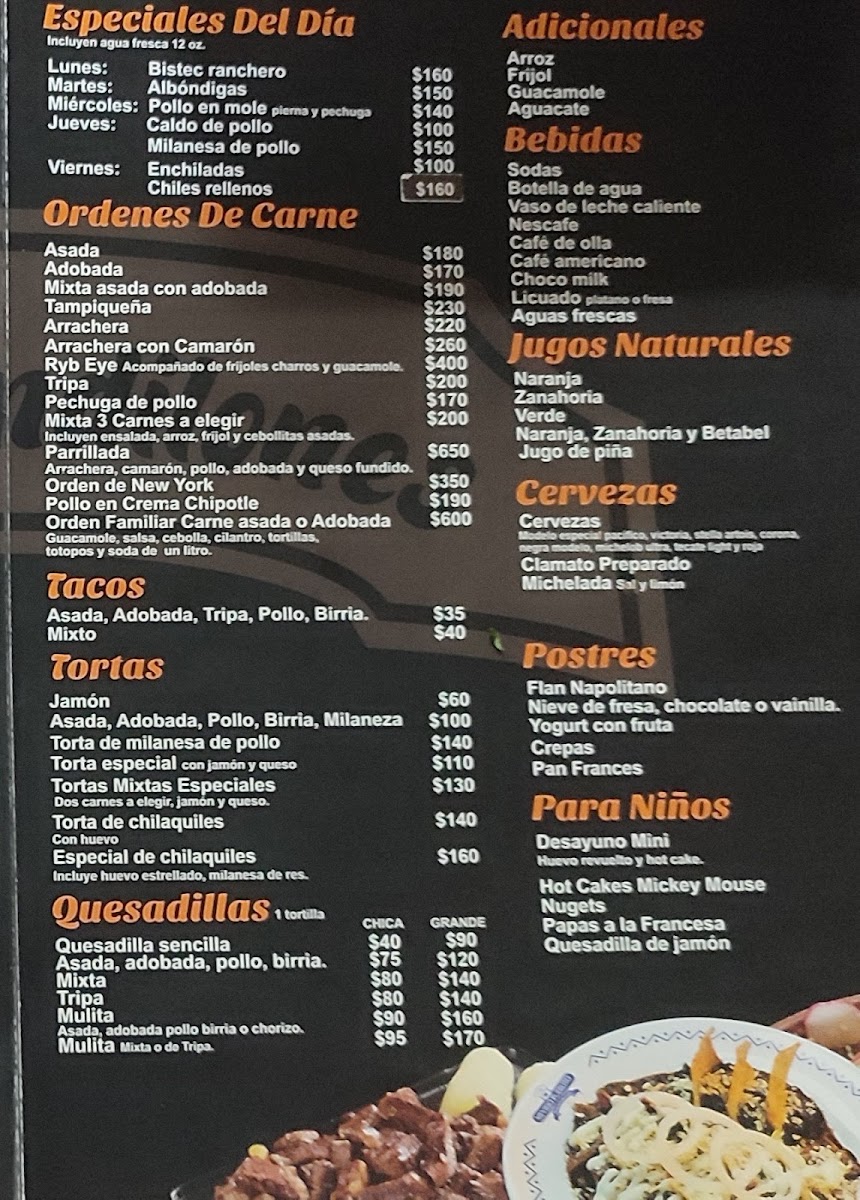 Especiales Del Día
Incluyen agua fresca 12 oz.
Lunes: Bistec ranchero $160
Martes: Albóndigas $150
Miércoles: Pollo en mole pierna y pechuga $140
Jueves: Caldo de pollo $100
Milanesa de pollo $150
Viernes: Enchiladas $100
Chiles rellenos $160
Ordenes De Carne
Asada $180
Adobada $170
Mixta asada con adobada $190
Tampiqueña $230
Arrachera $220
Arrachera con Camarón $260
Ryb Eye Acompañado de frijoles charros y guacamole. $400
Tripa $200
Pechuga de pollo $170
Mixta 3 Carnes a elegir $200
Incluyen ensalada, arroz, frijol y cebollitas asadas.
Parrillada $650
Arrachera, camarón, pollo, adobada y queso fundido.
Orden de New York $350
Pollo en Crema Chipotle $190
Orden Familiar Carne asada o Adobada $600
Guacamole, salsa, cebolla, cilantro, tortillas,
totopos y soda de un litro.
Tacos
Asada, Adobada, Tripa, Pollo, Birria. $35
Mixto $40
Tortas
Jamón $60
Asada, Adobada, Pollo, Birria, Milaneza $100
Torta de milanesa de pollo $140
Torta especial con jamón y queso $110
Tortas Mixtas Especiales $130
Dos carnes a elegir, jamón y queso.
Torta de chilaquiles $140
Con huevo
Especial de chilaquiles $160
Incluye huevo estrellado, milanesa de res.
Quesadillas 1 tortilla
CHICA GRANDE
Quesadilla sencilla $40 $90
Asada, adobada, pollo, birria. $75 $120
Mixta $80 $140
Tripa $80 $140
Mulita $90 $160
Asada, adobada pollo birria o chorizo.
Mulita Mixta o de Tripa. $95 $170
Adicionales
Arroz
Frijol
Guacamole
Aguacate
Bebidas
Sodas
Botella de agua
Vaso de leche caliente
Nescafe
Café de olla
Café americano
Choco milk
Licuado platano o fresa
Aguas frescas
Jugos Naturales
Naranja
Zanahoria
Verde
Naranja, Zanahoria y Betabel
Jugo de piña
Cervezas
Cervezas
Modelo especial pacifico, victoria, stella artois, corona,
negra modelo, michelob ultra, tecate light y roja
Clamato Preparado
Michelada Sal y limón
Postres
Flan Napolitano
Nieve de fresa, chocolate o vainilla.
Yogurt con fruta
Crepas
Pan Frances
Para Niños
Desayuno Mini
Huevo revuelto y hot cake.
Hot Cakes Mickey Mouse
Nugets
Papas a la Francesa
Quesadilla de jamón